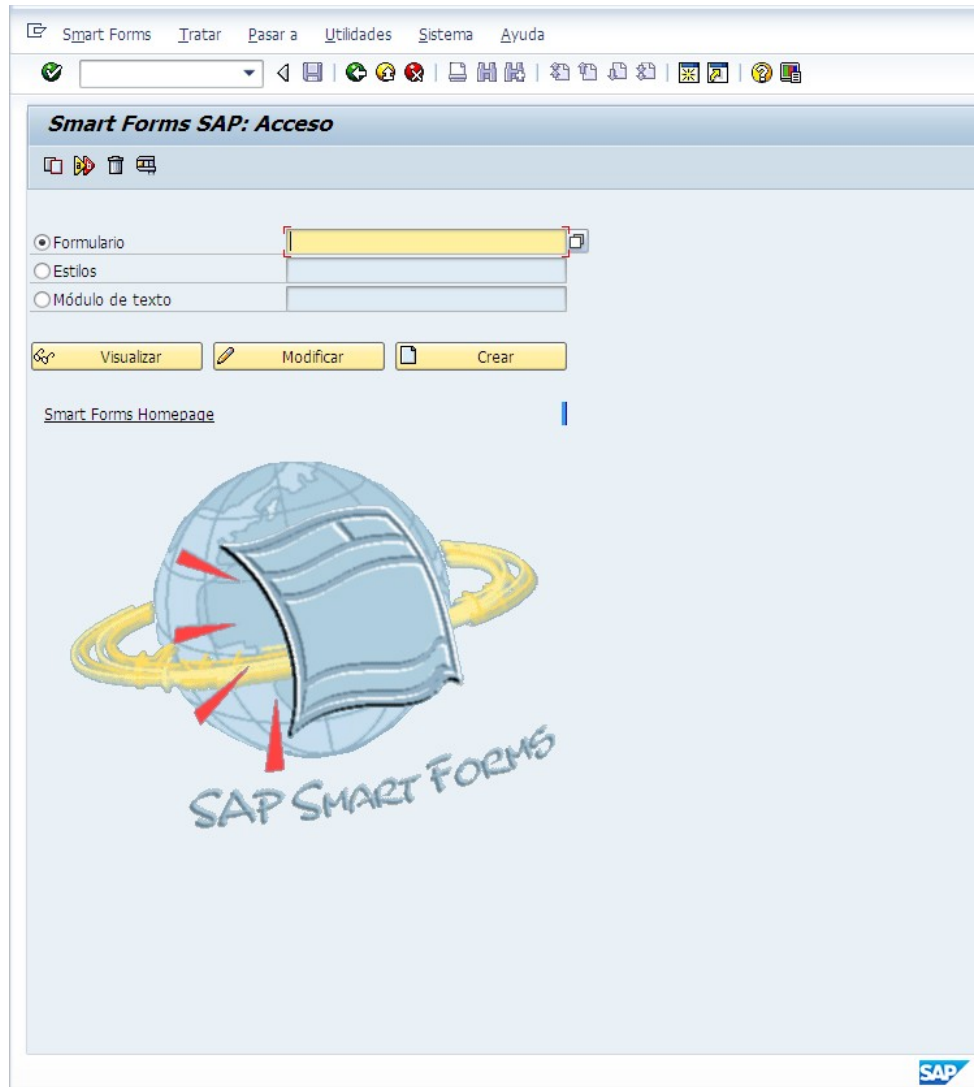 Smart Forms Tratar Pasar a Utilidades Sistema Ayuda
Smart Forms SAP: Acceso
Formulario
Estilos
Módulo de texto
Visualizar Modificar Crear
Smart Forms Homepage
SAP SMART FORMS
SAP